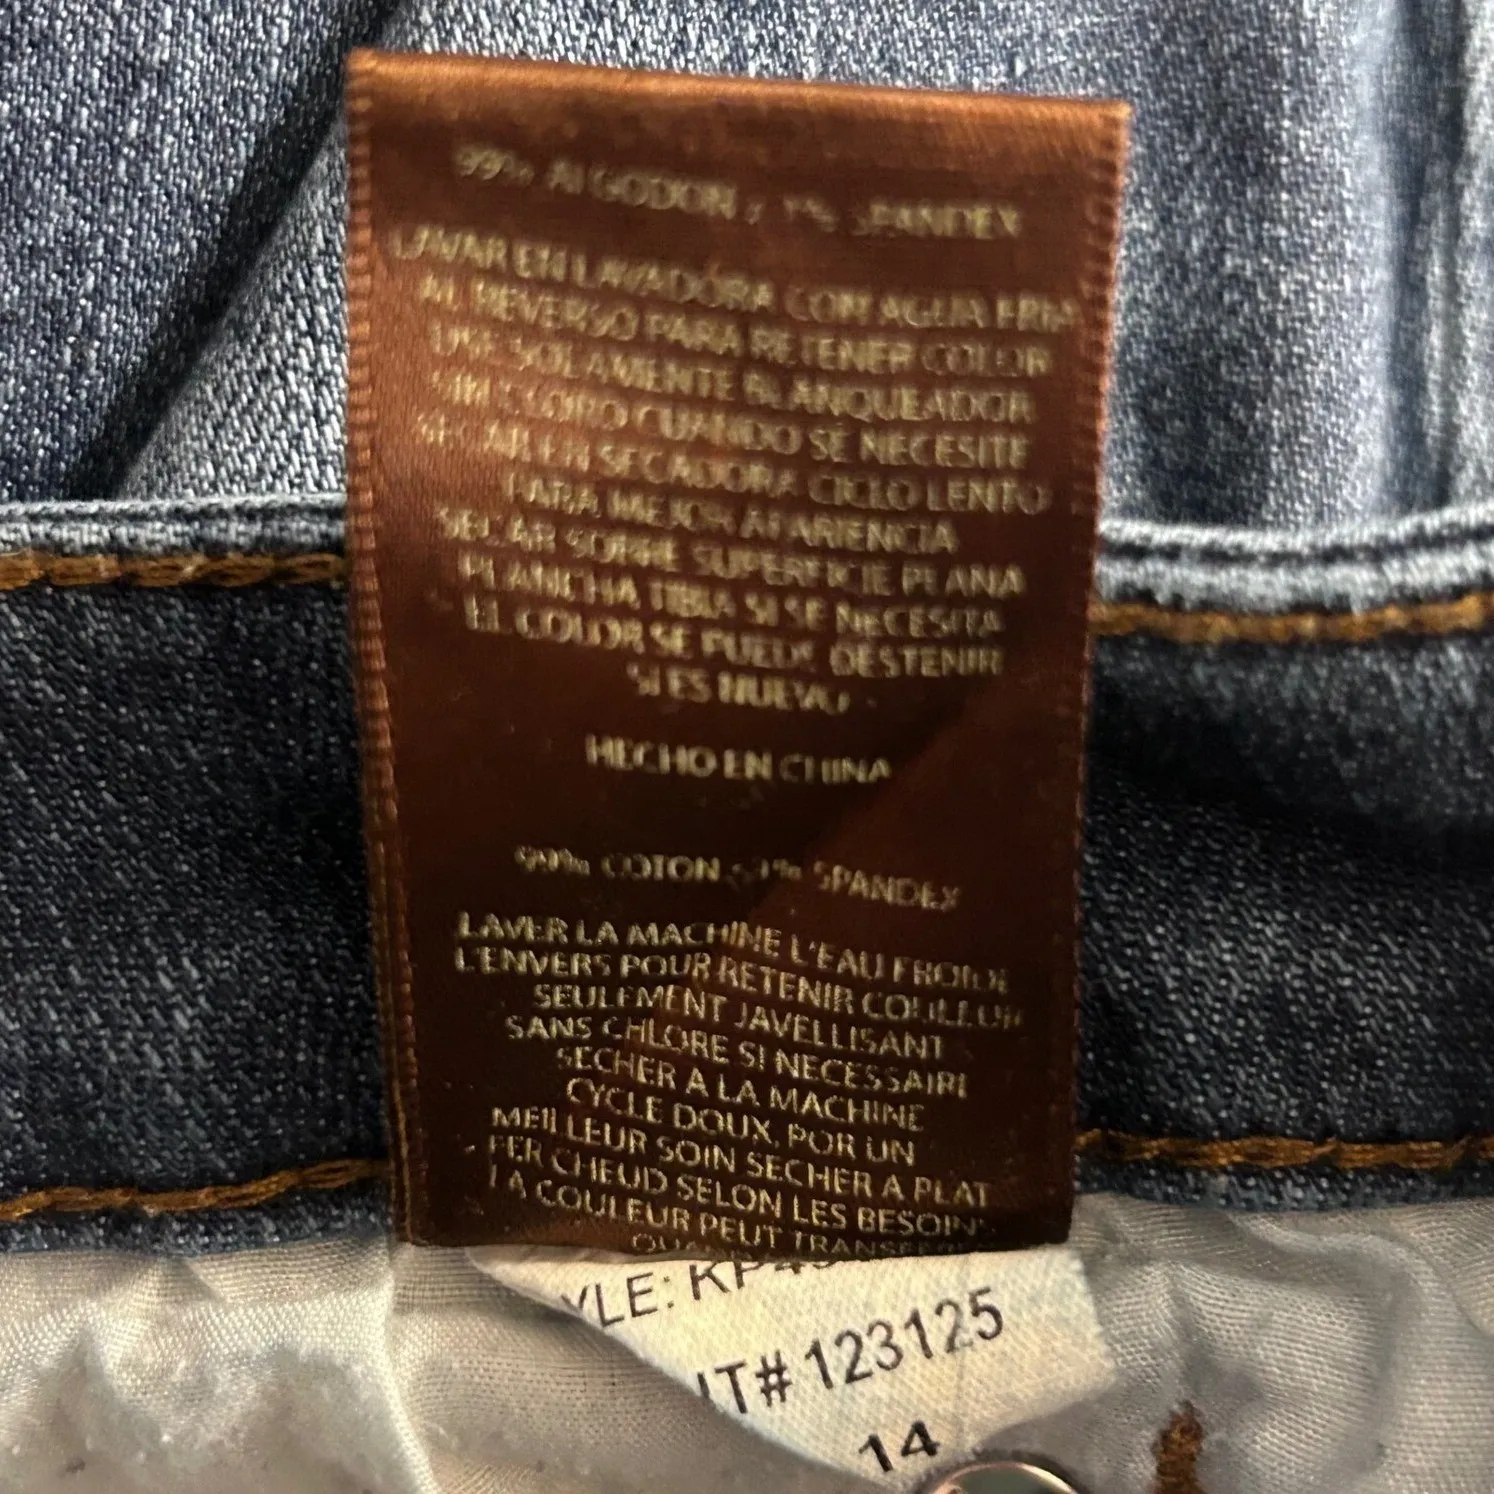 99% ALGODON, 1% SPANDEX
LAVAR EN LAVADORA CON AGUA FRIA
AL REVERSO PARA RETENER COLOR
USE SOLAMENTE BLANQUEADOR
SIN CLORO CUANDO SE NECESITE
SECAR EN SECADORA CICLO LENTO
PARA MEJOR APARIENCIA
SECAR SOBRE SUPERFICIE PLANA
PLANCHA TIBIA SI SE NECESITA
EL COLOR SE PUEDE DESTENIR
SI ES NUEVO
HECHO EN CHINA
99% COTON 1% SPANDEX
LAVER LA MACHINE L'EAU FROIDE
L'ENVERS POUR RETENIR COULEUR
SEULEMENT JAVELLISANT
SANS CHLORE SI NECESSAIRE
SECHER A LA MACHINE
CYCLE DOUX, POR UN
MEILLEUR SOIN SECHER A PLAT
FER CHEUD SELON LES BESOINS
LA COULEUR PEUT
YLE:
T# 123125
14